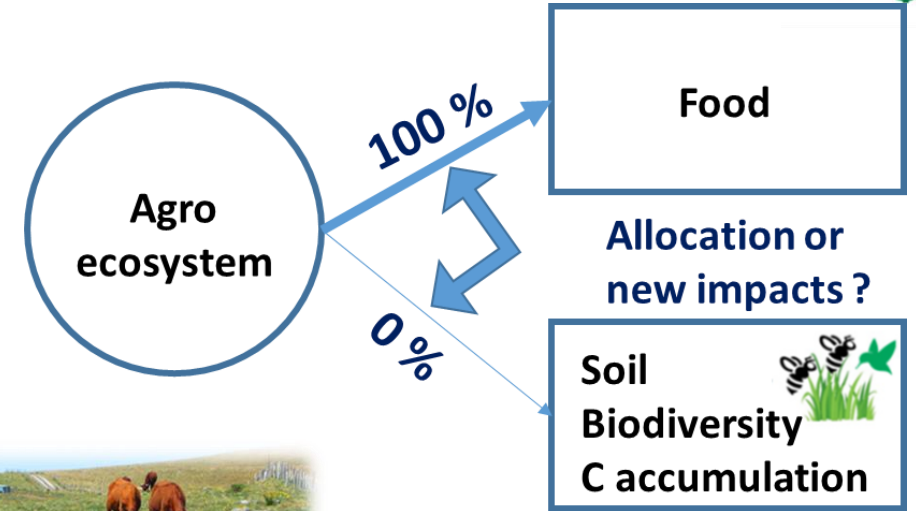 Agro
ecosystem
100 %
0 %
Food
Allocation or
new impacts ?
Soil
Biodiversity
C accumulation